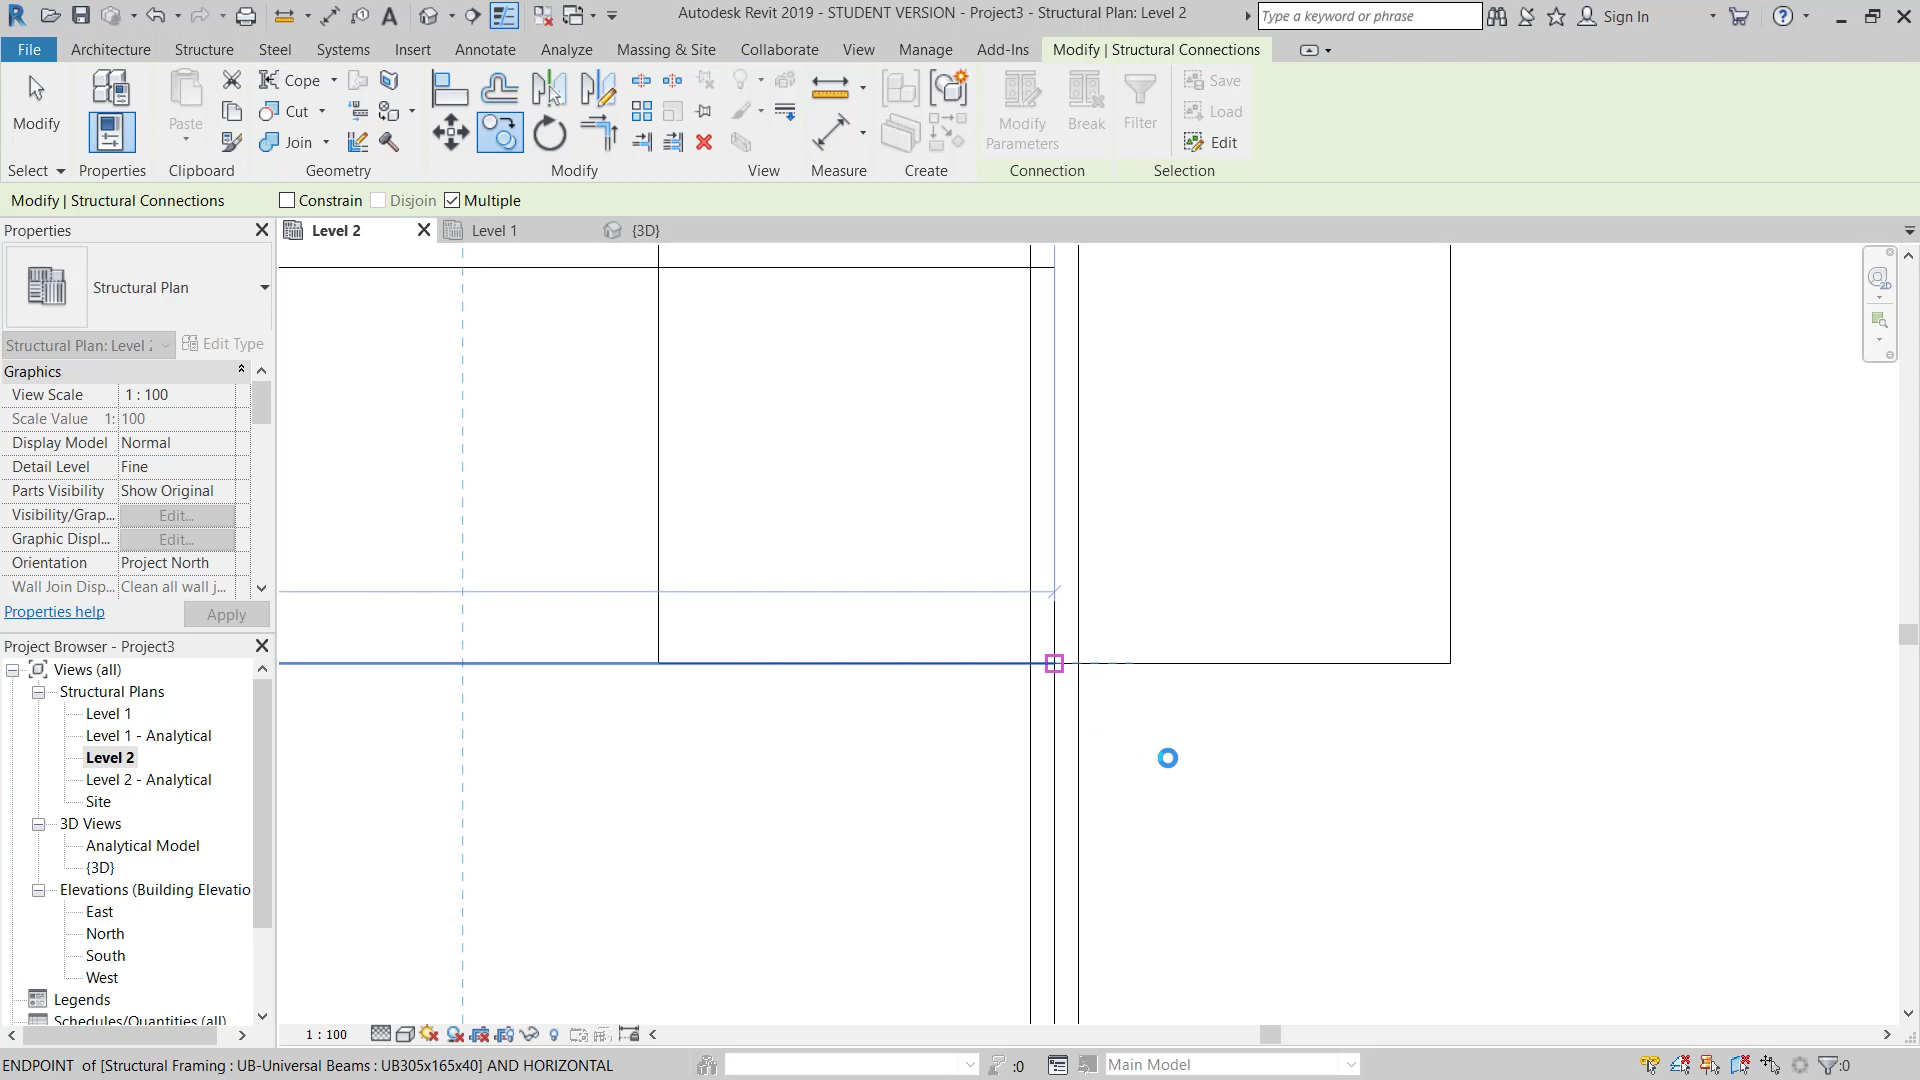 Autodesk Revit 2019 - STUDENT VERSION - Project3 - Structural Plan: Level 2
Type a keyword or phrase
Sign In
File
Architecture
Structure
Steel
Systems
Insert
Annotate
Analyze
Massing & Site
Collaborate
View
Manage
Add-Ins
Modify | Structural Connections
Modify
Paste
Cope
Cut
Join
Modify Parameters
Break
Filter
Save
Load
Edit
Select
Properties
Clipboard
Geometry
Modify
View
Measure
Create
Connection
Selection
Modify | Structural Connections
Constrain
Disjoin
Multiple
Properties
Level 2
Level 1
{3D}
Structural Plan
Structural Plan: Level 2
Edit Type
Graphics
View Scale 1 : 100
Scale Value 1: 100
Display Model Normal
Detail Level Fine
Parts Visibility Show Original
Visibility/Grap... Edit...
Graphic Displ... Edit...
Orientation Project North
Wall Join Disp... Clean all wall j...
Properties help
Apply
Project Browser - Project3
Views (all)
Structural Plans
Level 1
Level 1 - Analytical
Level 2
Level 2 - Analytical
Site
3D Views
Analytical Model
{3D}
Elevations (Building Elevatio
East
North
South
West
Legends
Schedules/Quantities (all)
1 : 100
ENDPOINT of [Structural Framing : UB-Universal Beams : UB305x165x40] AND HORIZONTAL
:0
Main Model
:0